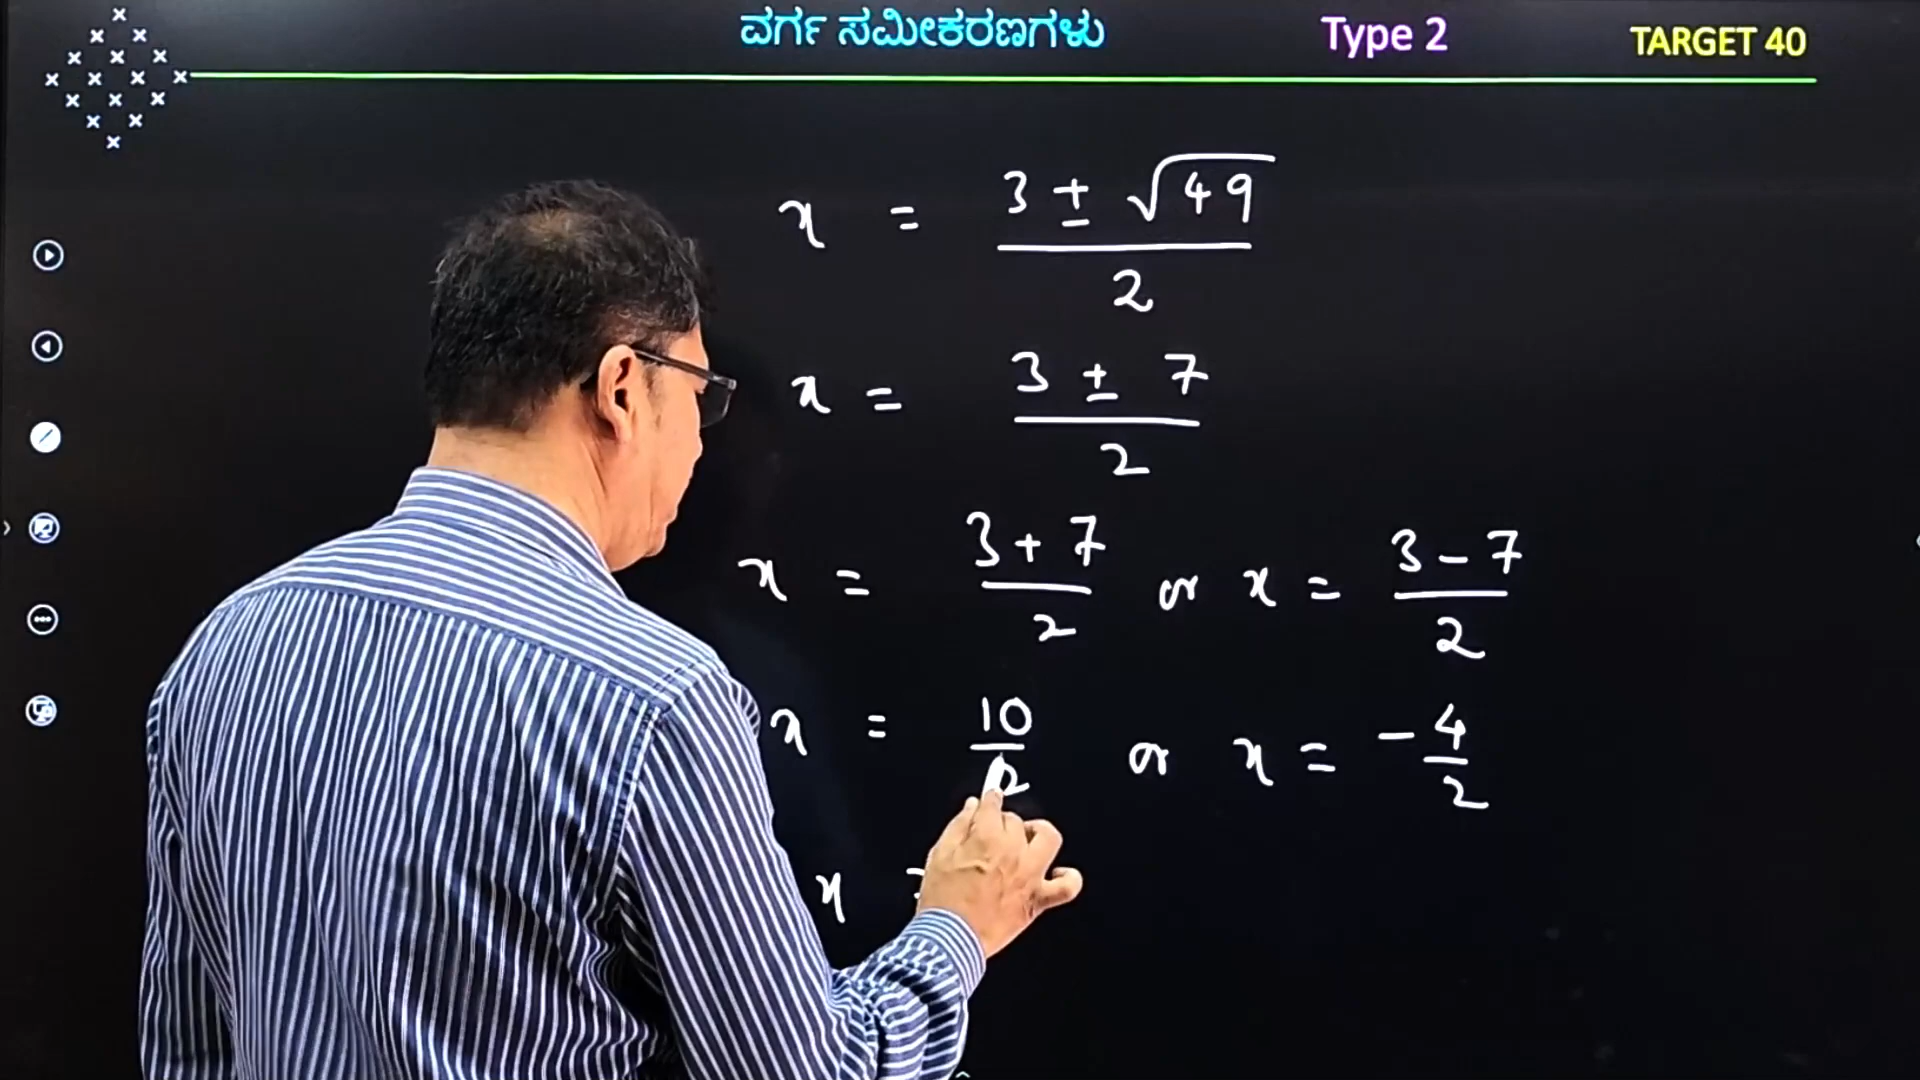 ವರ್ಗ ಸಮೀಕರಣಗಳು Type 2 TARGET 40
x = (3 ± √49)/2
x = (3 ± 7)/2
x = (3 + 7)/2 or x = (3 - 7)/2
x = 10/2 or x = -4/2
x =